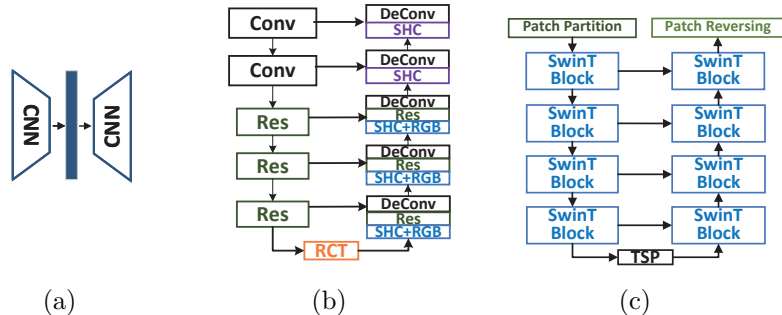 CNN
CNN
(a)
Conv
Conv
Res
Res
Res
RCT
DeConv
SHC
DeConv
SHC
DeConv
Res
SHC+RGB
DeConv
Res
SHC+RGB
DeConv
Res
SHC+RGB
(b)
Patch Partition
SwinT
Block
SwinT
Block
SwinT
Block
SwinT
Block
TSP
Patch Reversing
SwinT
Block
SwinT
Block
SwinT
Block
SwinT
Block
(c)